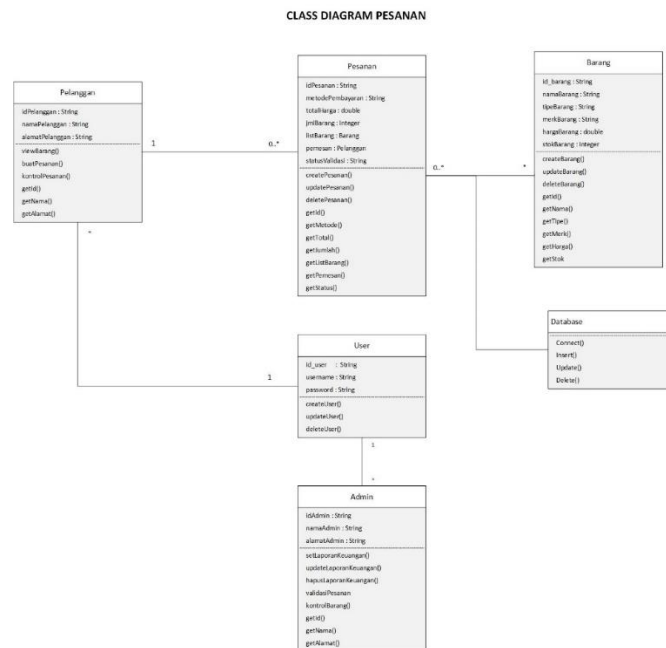 CLASS DIAGRAM PESANAN
Pelanggan
idPelanggan : String
namaPelanggan : String
alamatPelanggan : String
viewBarang()
buatPesanan()
kontrolPesanan()
getId()
getNama()
getAlamat()
1
0..*
Pesanan
idPesanan : String
metodePembayaran : String
totalHarga : double
jmlBarang : Integer
listBarang : Barang
pemesan : Pelanggan
statusValidasi : String
createPesanan()
updatePesanan()
deletePesanan()
getId()
getMetode()
getTotal()
getJumlah()
getListBarang()
getPemesan()
getStatus()
0..*
*
Barang
id_barang : String
namaBarang : String
tipeBarang : String
merkBarang : String
hargaBarang : double
stokBarang : Integer
createBarang()
updateBarang()
deleteBarang()
getId()
getNama()
getTipe()
getMerk()
getHarga()
getStok
Database
Connect()
Insert()
Update()
Delete()
*
1
User
id_user : String
username : String
password : String
createUser()
updateUser()
deleteUser()
1
*
Admin
idAdmin : String
namaAdmin : String
alamatAdmin : String
setLaporanKeuangan()
updateLaporanKeuangan()
hapusLaporanKeuangan()
validasiPesanan
kontrolBarang()
getId()
getNama()
getAlamat()